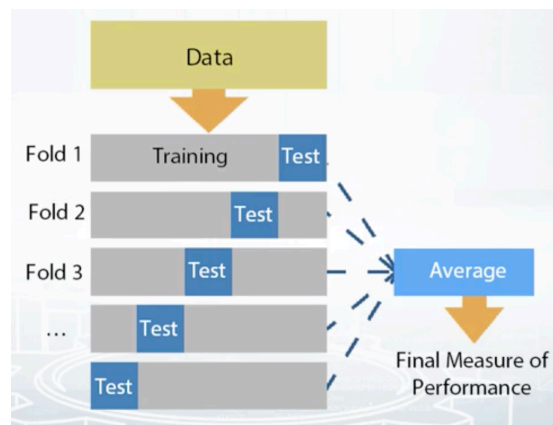 Data
Fold 1 Training Test
Fold 2 Test
Fold 3 Test Average
... Test
Test
Final Measure of
Performance